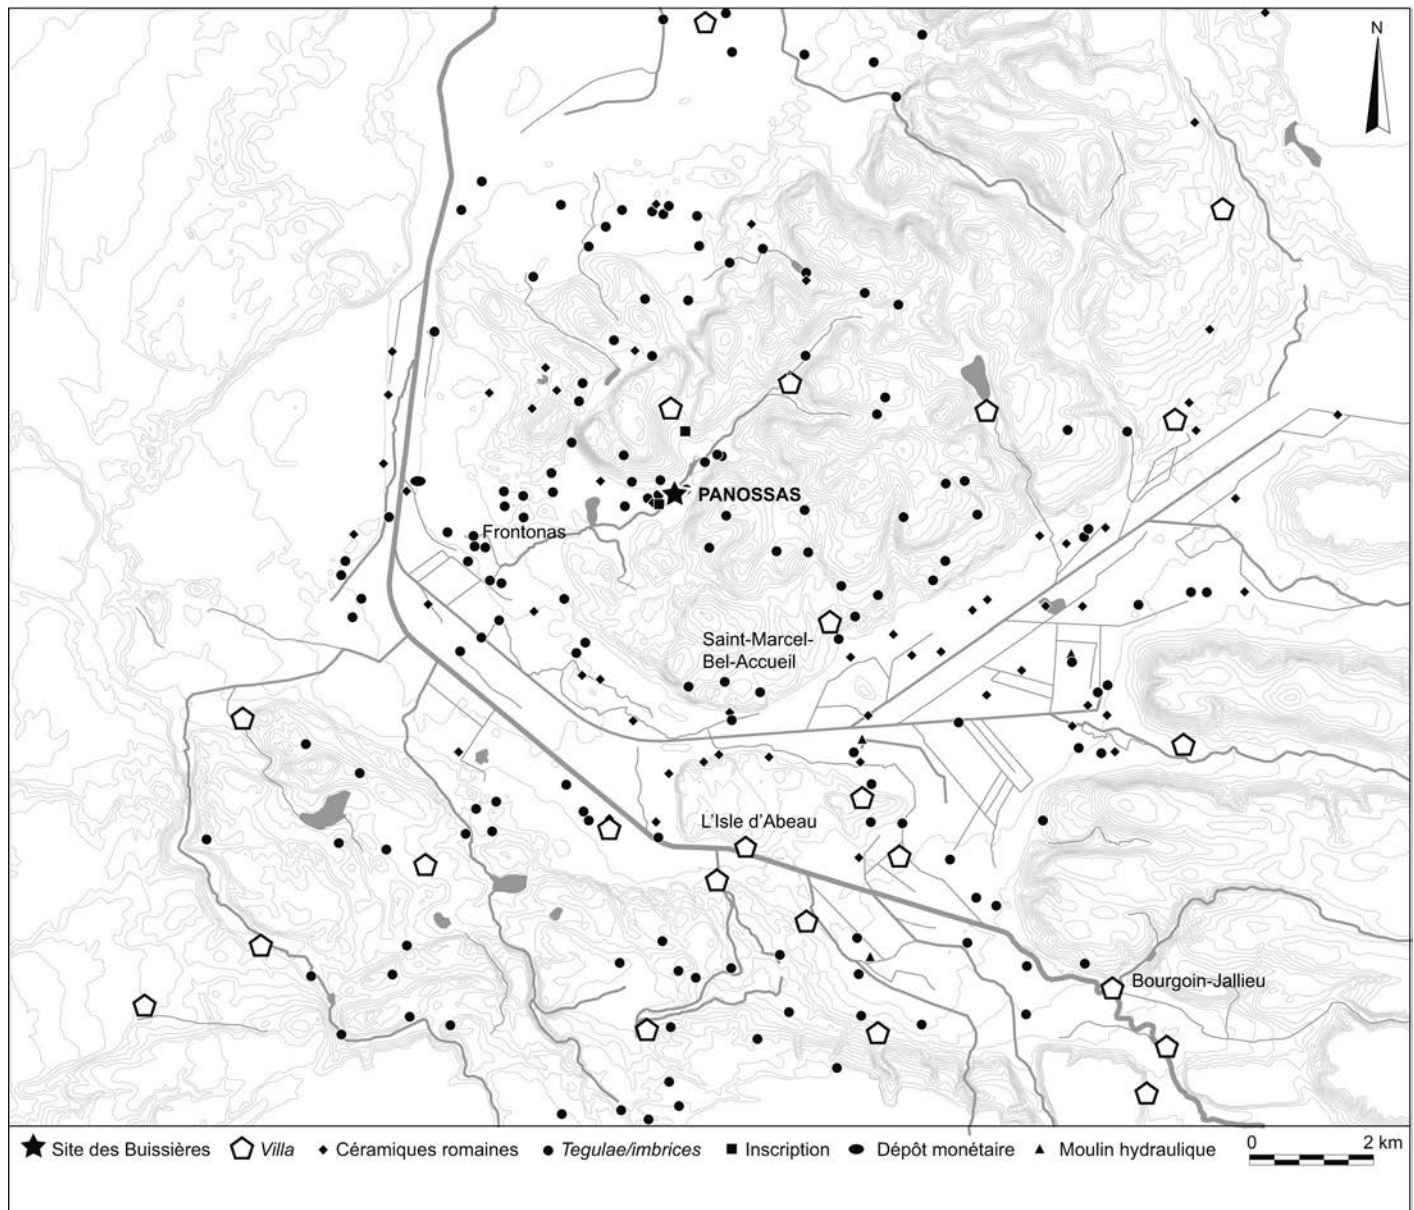 N
PANOSSAS
Frontonas
Saint-Marcel-
Bel-Accueil
L'Isle d'Abeau
Bourgoin-Jallieu
Site des Buissières Villa Céramiques romaines Tegulae/imbrices Inscription Dépôt monétaire Moulin hydraulique 0 2 km